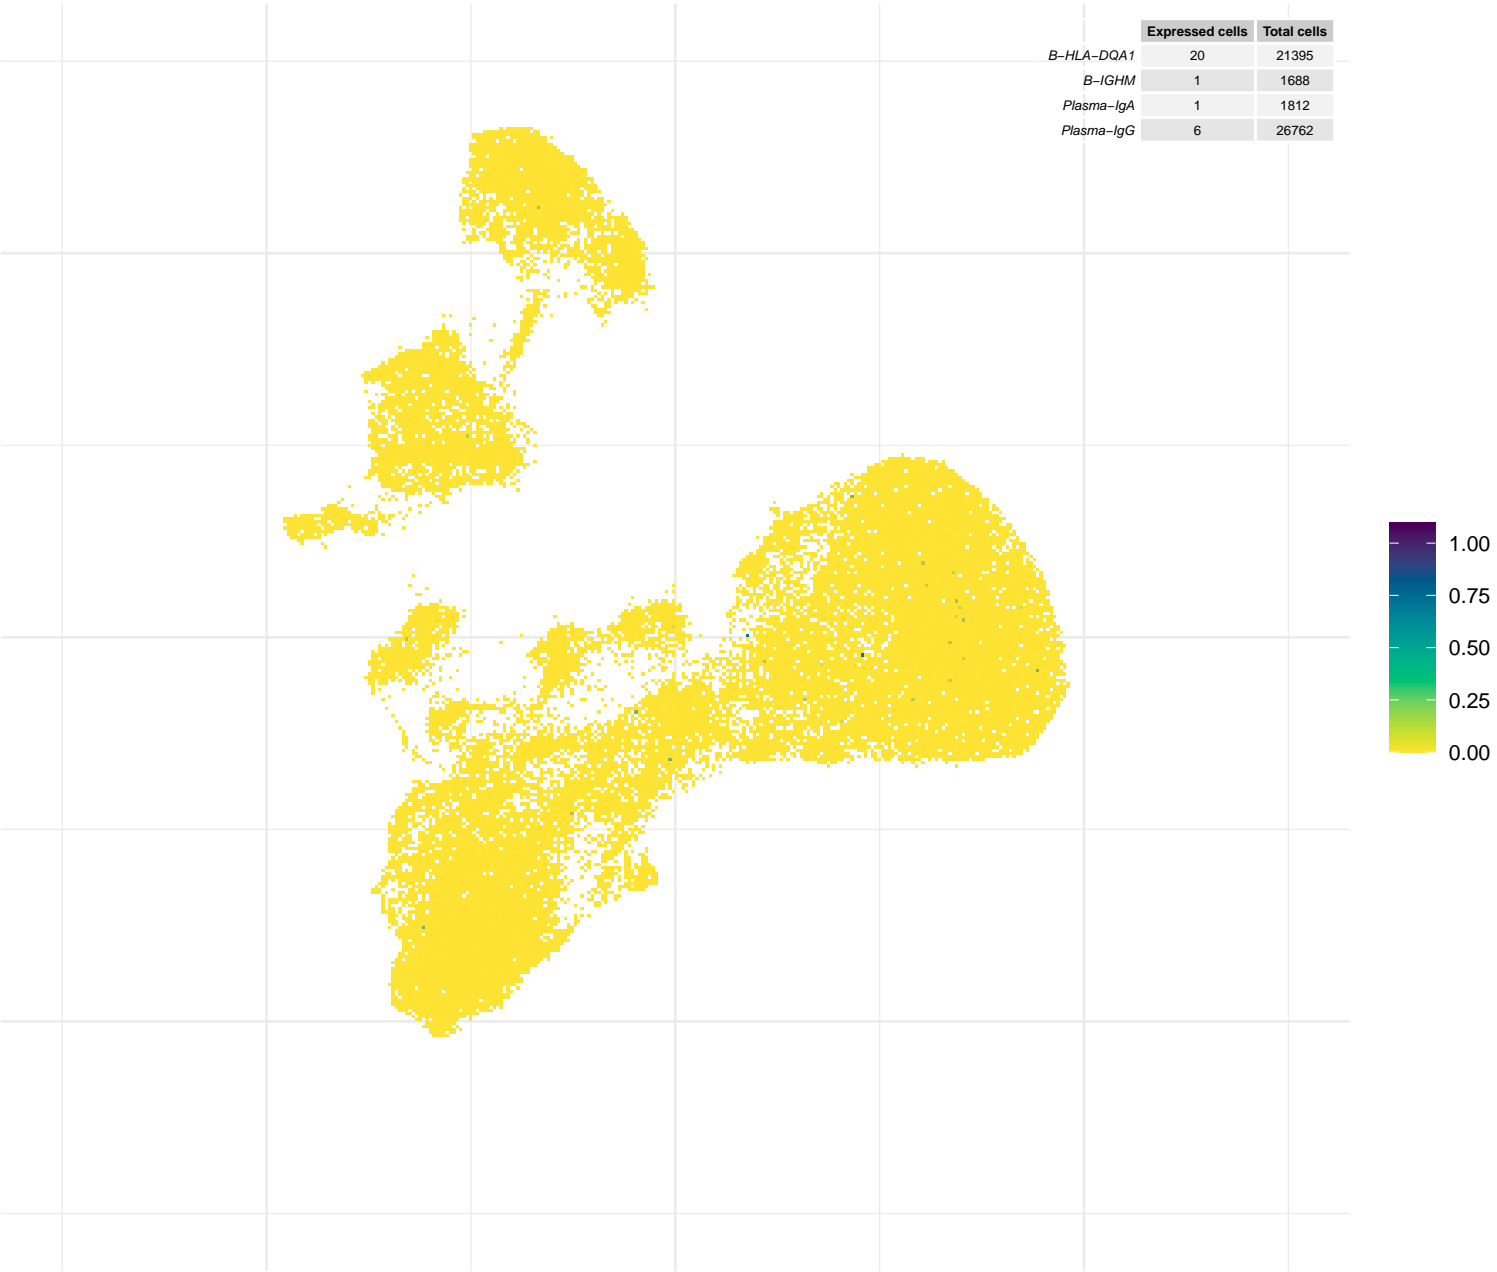 Expressed cells Total cells
B−HLA−DQA1 20 21395
B−IGHM 1 1688
Plasma−IgA 1 1812
Plasma−IgG 6 26762
1.00
0.75
0.50
0.25
0.00